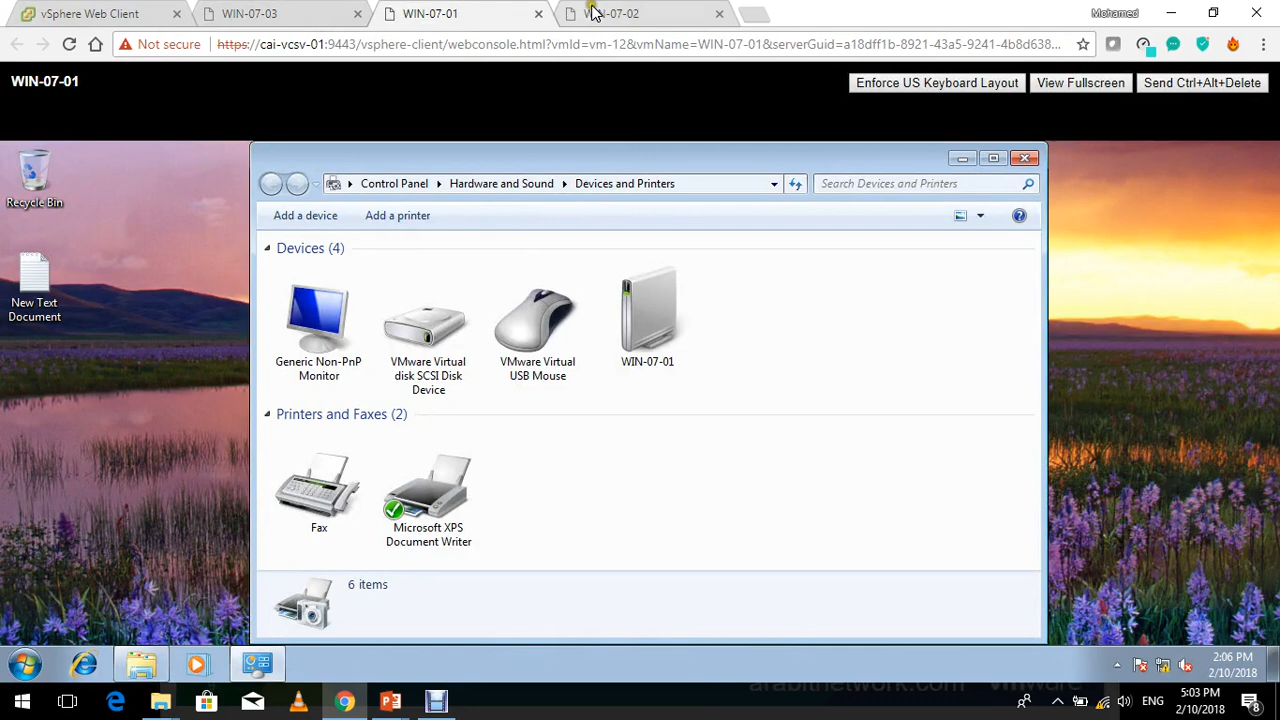 vSphere Web Client
WIN-07-03
WIN-07-01
WIN-07-02
Mohamed
Not secure
https://cai-vcsv-01:9443/vsphere-client/webconsole.html?vmId=vm-12&vmName=WIN-07-01&serverGuid=a18dff1b-6921-43a5-9241-4b8d638...
WIN-07-01
Enforce US Keyboard Layout
View Fullscreen
Send Ctrl+Alt+Delete
Recycle Bin
New Text
Document
Control Panel
Hardware and Sound
Devices and Printers
Search Devices and Printers
Add a device
Add a printer
Devices (4)
Generic Non-PnP
Monitor
VMware Virtual
disk SCSI Disk
Device
VMware Virtual
USB Mouse
WIN-07-01
Printers and Faxes (2)
Fax
Microsoft XPS
Document Writer
6 items
2:06 PM
2/10/2018
arabitnetwork.com
vmware
ENG
5:03 PM
2/10/2018
8